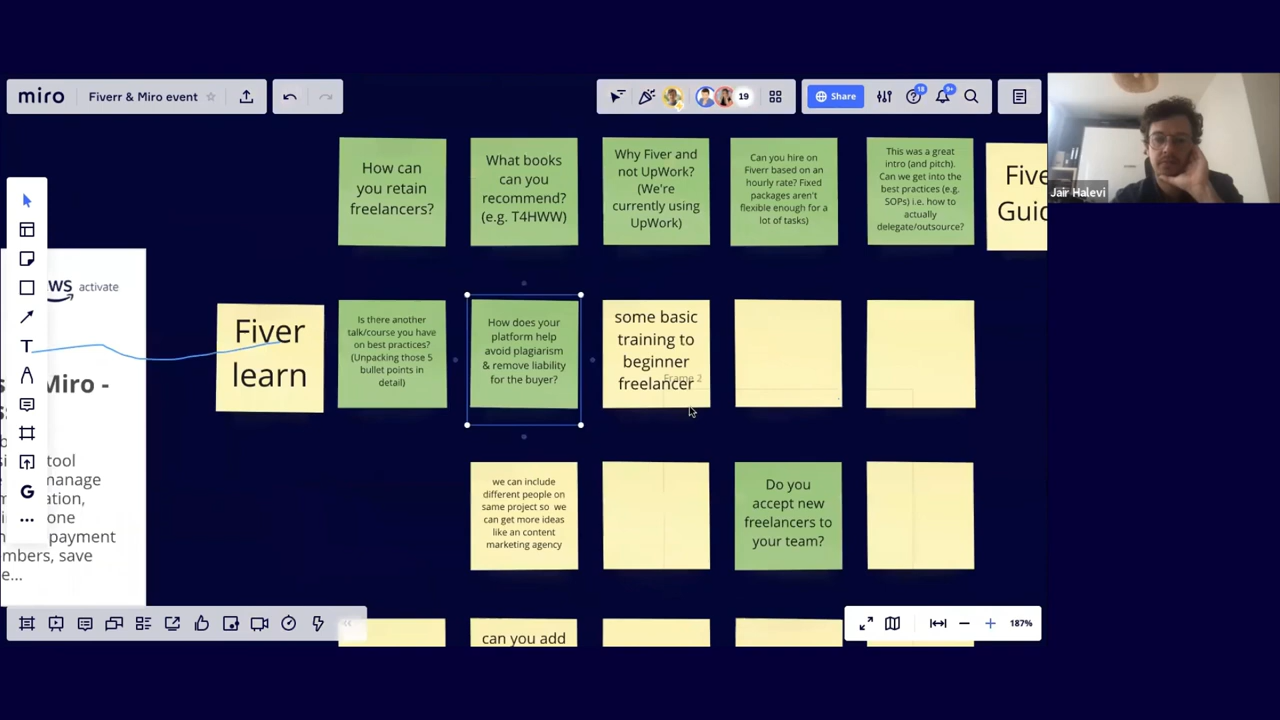 miro
Fiverr & Miro event
19
Share
18
9+
Jair Halevi
How can
you retain
freelancers?
What books
can you
recommend?
(e.g. T4HWW)
Why Fiver and
not UpWork?
(We're
currently using
UpWork)
Can you hire on
Fiverr based on an
hourly rate? Fixed
packages aren't
flexible enough for a
lot of tasks)
This was a great
intro (and pitch).
Can we get into the
best practices (e.g.
SOPs) i.e. how to
actually
delegate/outsource?
Five
Guid
WS
activate
Fiver
learn
Is there another
talk/course you have
on best practices?
(Unpacking those 5
bullet points in
detail)
How does your
platform help
avoid plagiarism
& remove liability
for the buyer?
some basic
training to
beginner
freelancer
Frame 2
Miro -
tool
manage
ation,
one
payment
mbers, save
e...
we can include
different people on
same project so we
can get more ideas
like an content
marketing agency
Do you
accept new
freelancers to
your team?
can you add
187%